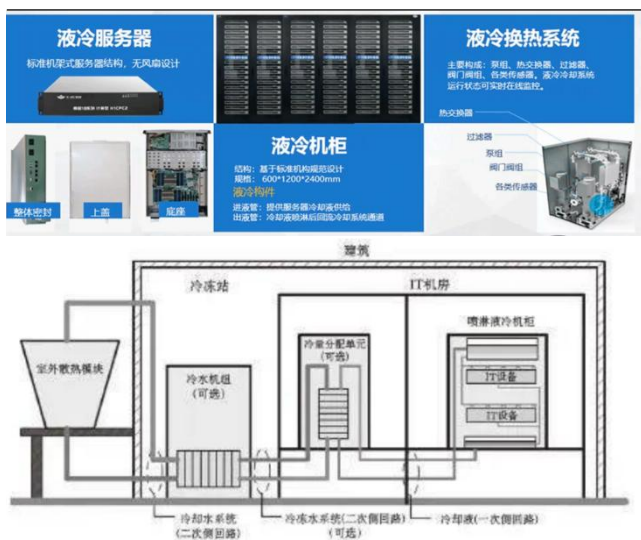 液冷服务器
标准机架式服务器结构，无风扇设计
整体密封
上盖
底座
液冷机柜
结构：基于标准机构规范设计
规格： 600*1200*2400mm
液冷构件
进液管：提供服务器冷却液供给
出液管：冷却液喷淋后回流冷却系统通道
液冷换热系统
主要构成：泵组、热交换器、过滤器、
阀门阀组、各类传感器。液冷冷却系统
运行状态可实时在线监控。
热交换器
过滤器
泵组
阀门阀组
各类传感器
建筑
冷冻站
IT机房
室外散热模块
冷水机组
(可选)
冷量分配单元
(可选)
喷淋液冷机柜
IT设备
IT设备
冷却水系统
(二次侧回路)
冷冻水系统(二次侧回路)
(可选)
冷却液(一次侧回路)